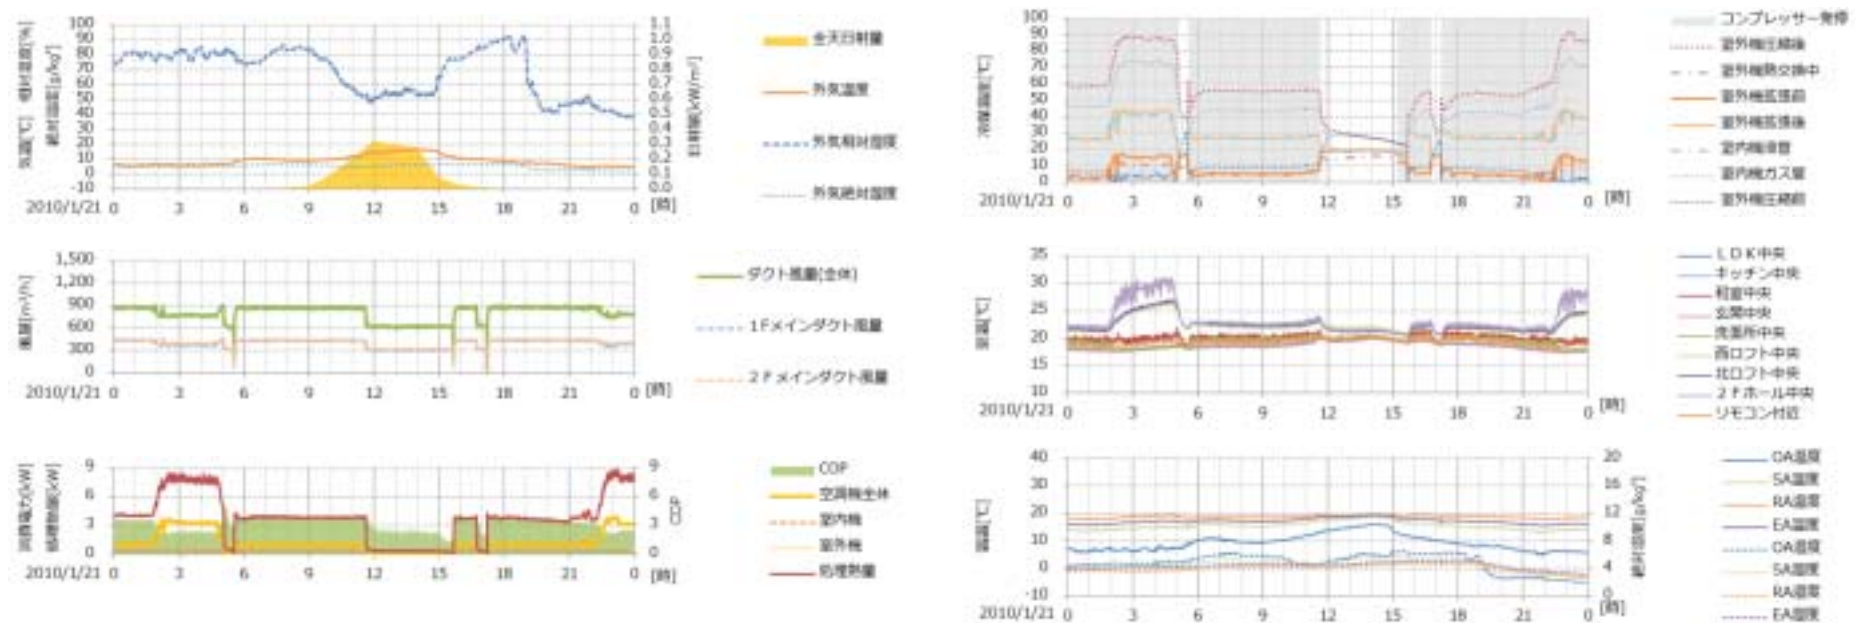 外気温[℃] 相対湿度[%]
絶対湿度[g/kg']
100
90
80
70
60
50
40
30
20
10
0
-10
1.1
1.0
0.9
0.8
0.7
0.6
0.5
0.4
0.3
0.2
0.1
0.0
日射量[kW/m²]
2010/1/21 0 3 6 9 12 15 18 21 0 [時]
全天日射量
外気温度
外気相対湿度
外気絶対湿度
100
90
80
70
60
50
40
30
20
10
0
2010/1/21 0 3 6 9 12 15 18 21 0 [時]
コンプレッサー発停
室外機圧縮後
室外機熱交換中
室外機膨張前
室外機膨張後
室内機液管
室内機ガス管
室外機圧縮前
風量[m³/h]
1,500
1,200
900
600
300
0
2010/1/21 0 3 6 9 12 15 18 21 0 [時]
ダクト風量(全体)
1Fメインダクト風量
2Fメインダクト風量
室温[℃]
35
30
25
20
15
10
2010/1/21 0 3 6 9 12 15 18 21 0 [時]
LDK中央
キッチン中央
和室中央
玄関中央
洗面所中央
西ロフト中央
北ロフト中央
2Fホール中央
リモコン付近
消費電力[kW]
処理熱量[kW]
9
6
3
0
9
6
3
0
COP
2010/1/21 0 3 6 9 12 15 18 21 0 [時]
COP
空調機全体
室内機
室外機
処理熱量
温度[℃]
40
30
20
10
0
-10
20
16
12
8
4
0
絶対湿度[g/kg']
2010/1/21 0 3 6 9 12 15 18 21 0 [時]
OA温度
SA温度
RA温度
EA温度
OA湿度
SA湿度
RA湿度
EA湿度